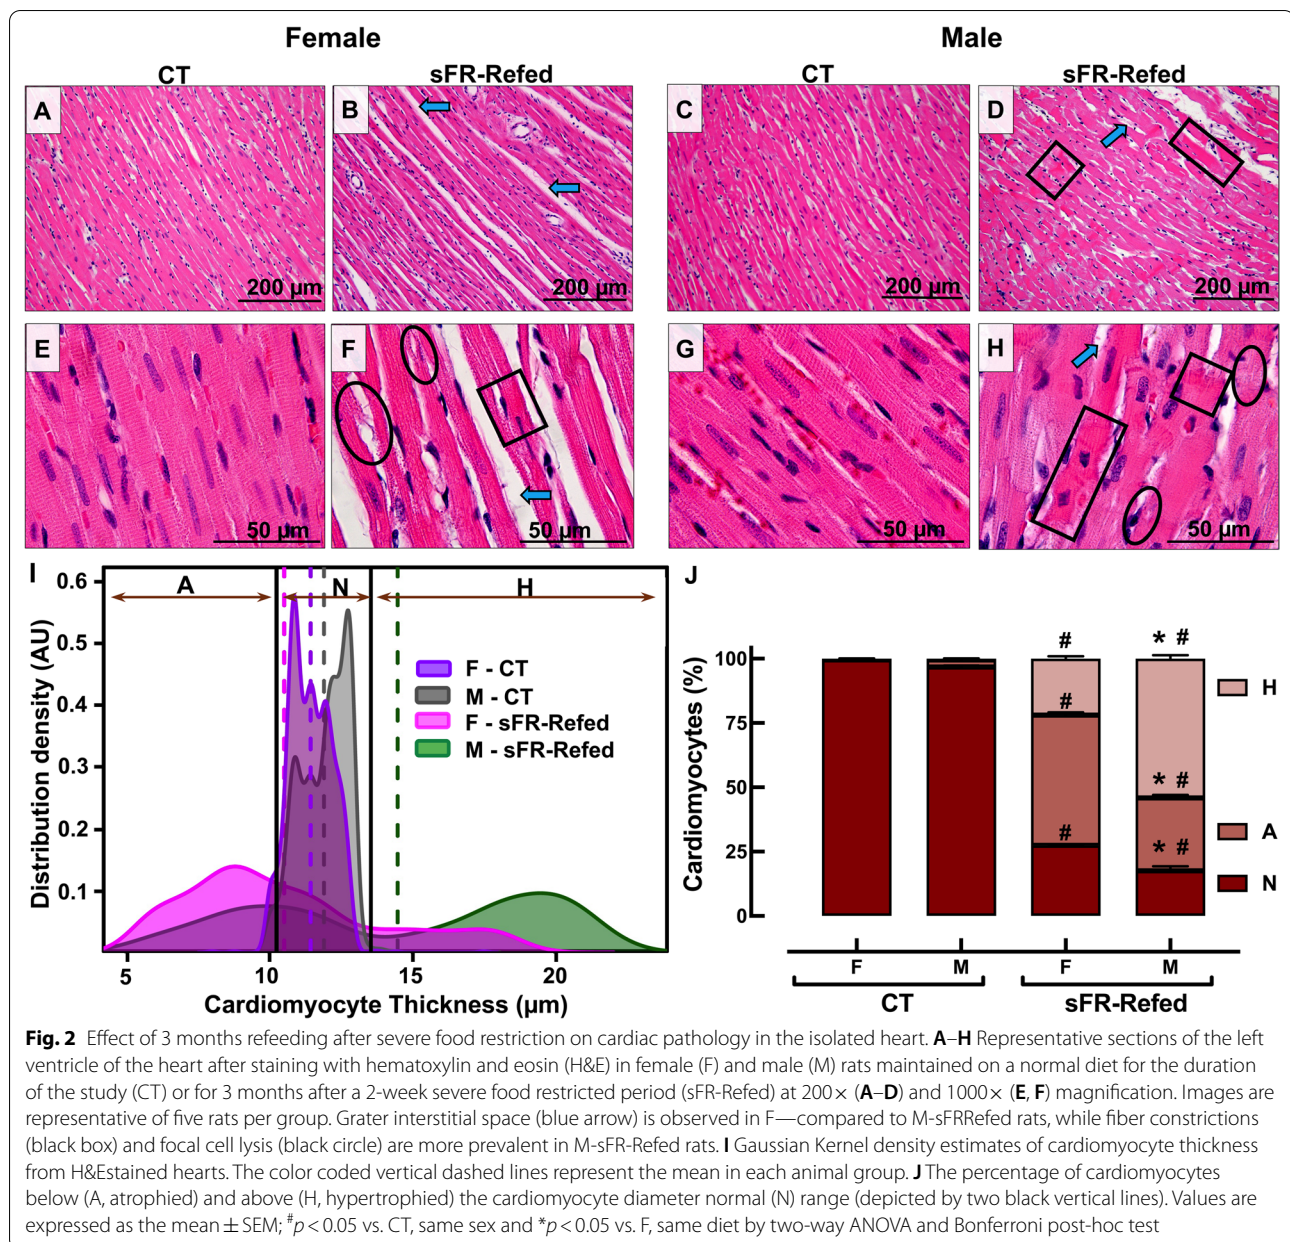 Female Male
CT sFR-Refed CT sFR-Refed
A B C D
200 µm 200 µm 200 µm 200 µm
E F G H
50 µm 50 µm 50 µm 50 µm
I
Distribution density (AU)
0.6
0.5
0.4
0.3
0.2
0.1
A N H
F - CT
M - CT
F - sFR-Refed
M - sFR-Refed
5 10 15 20
Cardiomyocyte Thickness (µm)
J
Cardiomyocytes (%)
100
75
50
25
0
# * #
# * #
# * #
H
A
N
F M F M
CT sFR-Refed
Fig. 2 Effect of 3 months refeeding after severe food restriction on cardiac pathology in the isolated heart. A–H Representative sections of the left
ventricle of the heart after staining with hematoxylin and eosin (H&E) in female (F) and male (M) rats maintained on a normal diet for the duration
of the study (CT) or for 3 months after a 2-week severe food restricted period (sFR-Refed) at 200× (A–D) and 1000× (E, F) magnification. Images are
representative of five rats per group. Grater interstitial space (blue arrow) is observed in F—compared to M-sFRRefed rats, while fiber constrictions
(black box) and focal cell lysis (black circle) are more prevalent in M-sFR-Refed rats. I Gaussian Kernel density estimates of cardiomyocyte thickness
from H&Estained hearts. The color coded vertical dashed lines represent the mean in each animal group. J The percentage of cardiomyocytes
below (A, atrophied) and above (H, hypertrophied) the cardiomyocyte diameter normal (N) range (depicted by two black vertical lines). Values are
expressed as the mean ± SEM; #p < 0.05 vs. CT, same sex and *p < 0.05 vs. F, same diet by two-way ANOVA and Bonferroni post-hoc test